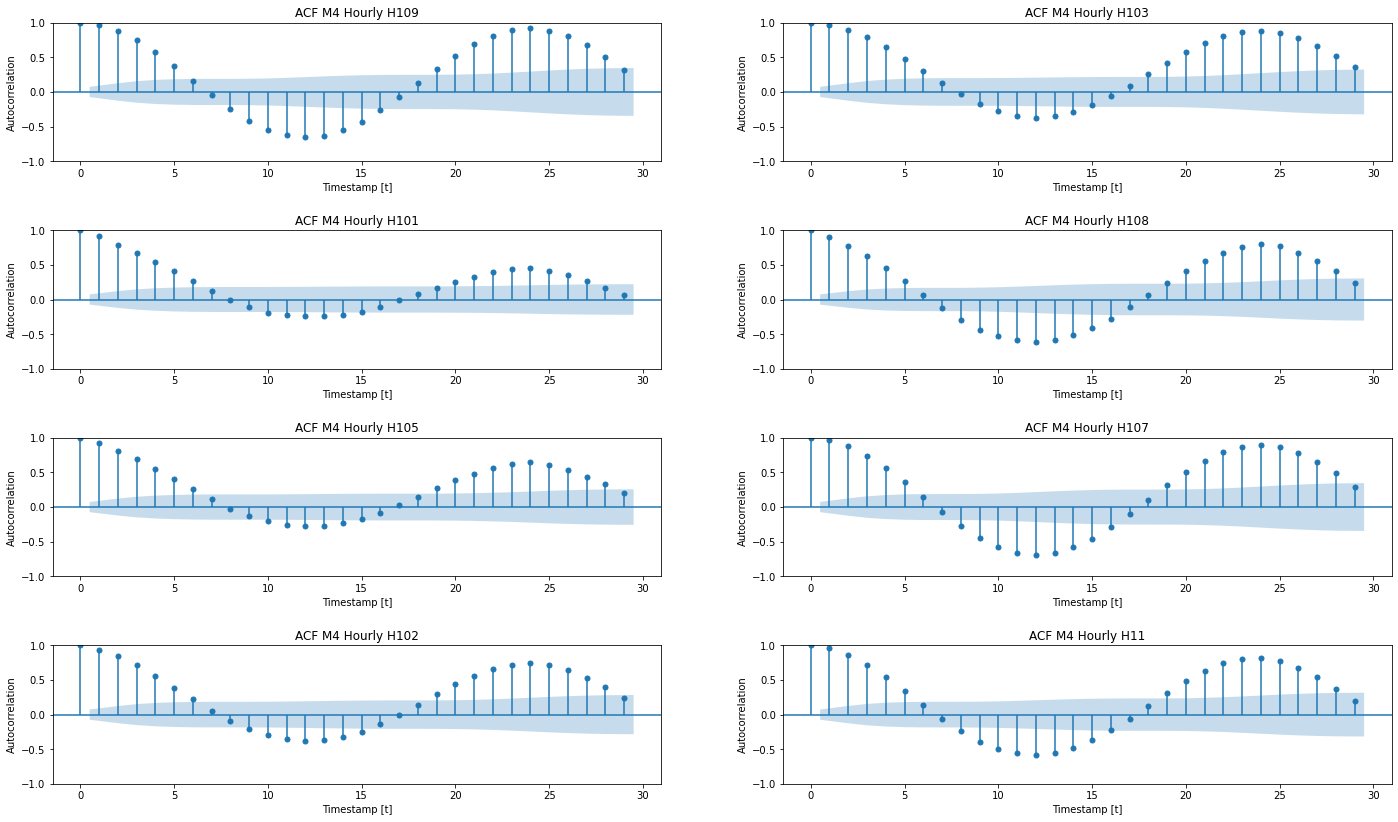 ACF M4 Hourly H109
1.0
0.5
0.0
−0.5
−1.0
Autocorrelation
0 5 10 15 20 25 30
Timestamp [t]
ACF M4 Hourly H103
1.0
0.5
0.0
−0.5
−1.0
Autocorrelation
0 5 10 15 20 25 30
Timestamp [t]
ACF M4 Hourly H101
1.0
0.5
0.0
−0.5
−1.0
Autocorrelation
0 5 10 15 20 25 30
Timestamp [t]
ACF M4 Hourly H108
1.0
0.5
0.0
−0.5
−1.0
Autocorrelation
0 5 10 15 20 25 30
Timestamp [t]
ACF M4 Hourly H105
1.0
0.5
0.0
−0.5
−1.0
Autocorrelation
0 5 10 15 20 25 30
Timestamp [t]
ACF M4 Hourly H107
1.0
0.5
0.0
−0.5
−1.0
Autocorrelation
0 5 10 15 20 25 30
Timestamp [t]
ACF M4 Hourly H102
1.0
0.5
0.0
−0.5
−1.0
Autocorrelation
0 5 10 15 20 25 30
Timestamp [t]
ACF M4 Hourly H11
1.0
0.5
0.0
−0.5
−1.0
Autocorrelation
0 5 10 15 20 25 30
Timestamp [t]